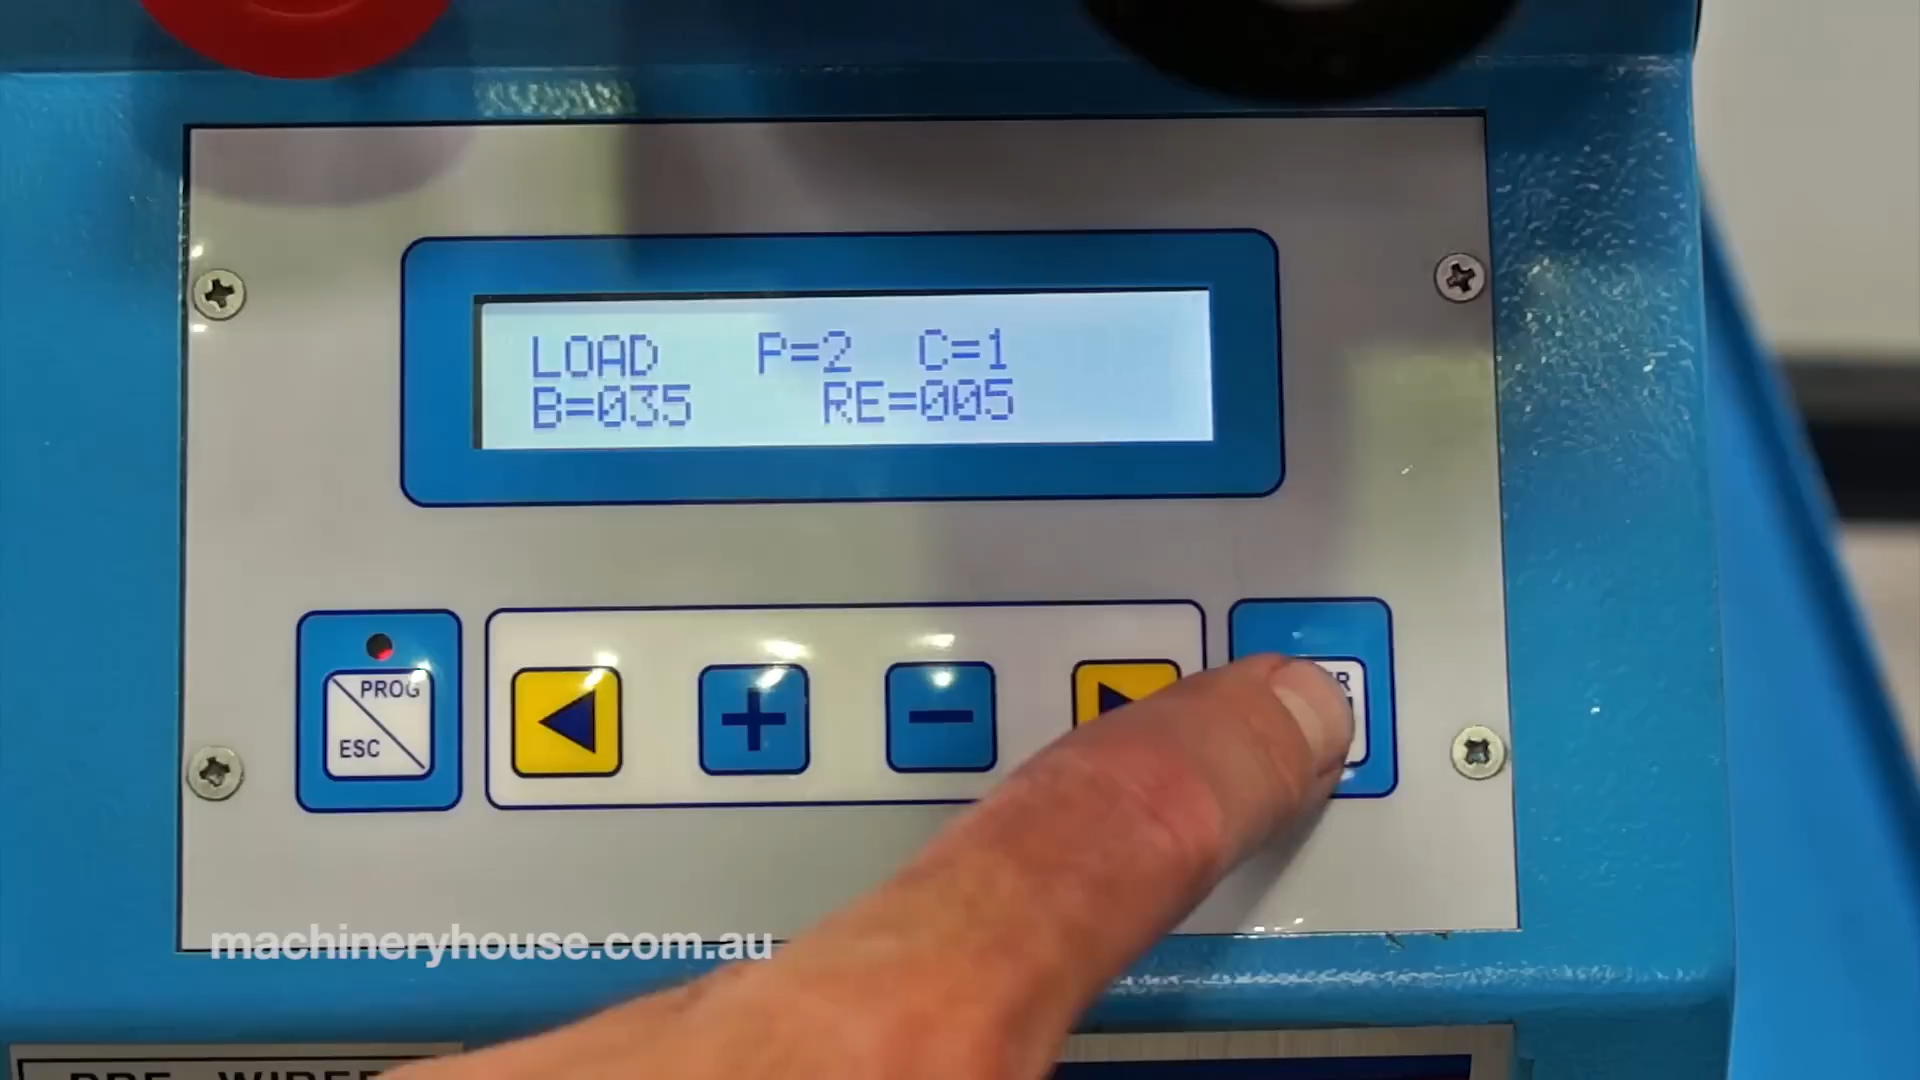 LOAD P=2 C=1
B=035 RE=005
PROG
ESC
machineryhouse.com.au